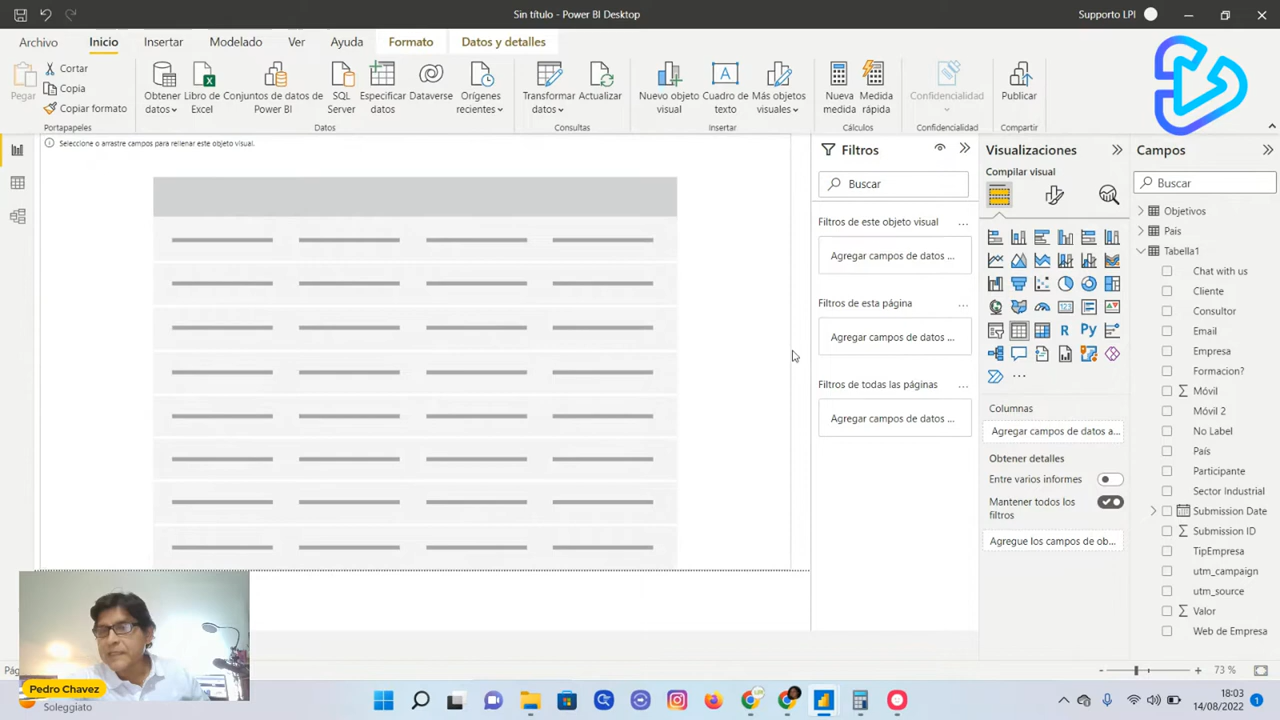 Sin título - Power BI Desktop
Supporto LPI
Archivo
Inicio
Insertar
Modelado
Ver
Ayuda
Formato
Datos y detalles
Pegar
Cortar
Copia
Copiar formato
Portapapeles
Obtener datos
Libro de Excel
Conjuntos de datos de Power BI
SQL Server
Especificar datos
Dataverse
Orígenes recientes
Datos
Transformar datos
Actualizar
Consultas
Nuevo objeto visual
Cuadro de texto
Más objetos visuales
Insertar
Nueva medida
Medida rápida
Cálculos
Confidencialidad
Confidencialidad
Publicar
Compartir
Seleccione o arrastre campos para rellenar este objeto visual.
Filtros
Buscar
Filtros de este objeto visual
...
Agregar campos de datos ...
Filtros de esta página
...
Agregar campos de datos ...
Filtros de todas las páginas
...
Agregar campos de datos ...
Visualizaciones
Compilar visual
R
Py
...
Columnas
Agregar campos de datos a...
Obtener detalles
Entre varios informes
Mantener todos los
filtros
Agregue los campos de ob...
Campos
Buscar
Objetivos
Pais
Tabella1
Chat with us
Cliente
Consultor
Email
Empresa
Formacion?
Móvil
Móvil 2
No Label
País
Participante
Sector Industrial
Submission Date
Submission ID
TipEmpresa
utm_campaign
utm_source
Valor
Web de Empresa
73 %
Pedro Chavez
Soleggiato
18:03
14/08/2022